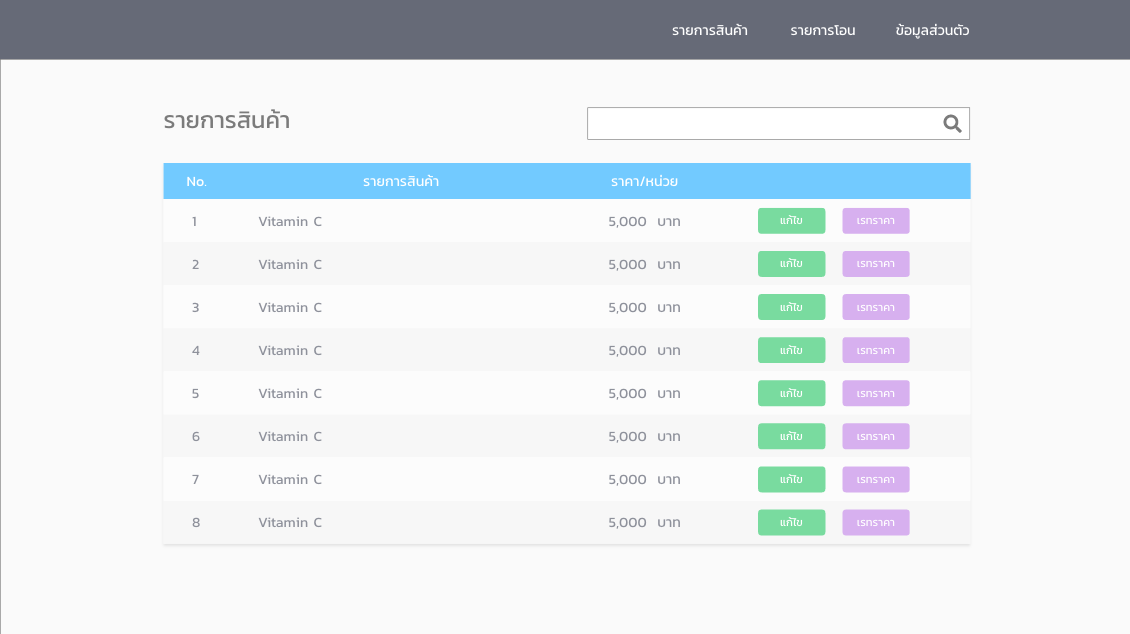 รายการสินค้า รายการโอน ข้อมูลส่วนตัว
รายการสินค้า
No. รายการสินค้า ราคา/หน่วย
1 Vitamin C 5,000 บาท แก้ไข เรทราคา
2 Vitamin C 5,000 บาท แก้ไข เรทราคา
3 Vitamin C 5,000 บาท แก้ไข เรทราคา
4 Vitamin C 5,000 บาท แก้ไข เรทราคา
5 Vitamin C 5,000 บาท แก้ไข เรทราคา
6 Vitamin C 5,000 บาท แก้ไข เรทราคา
7 Vitamin C 5,000 บาท แก้ไข เรทราคา
8 Vitamin C 5,000 บาท แก้ไข เรทราคา